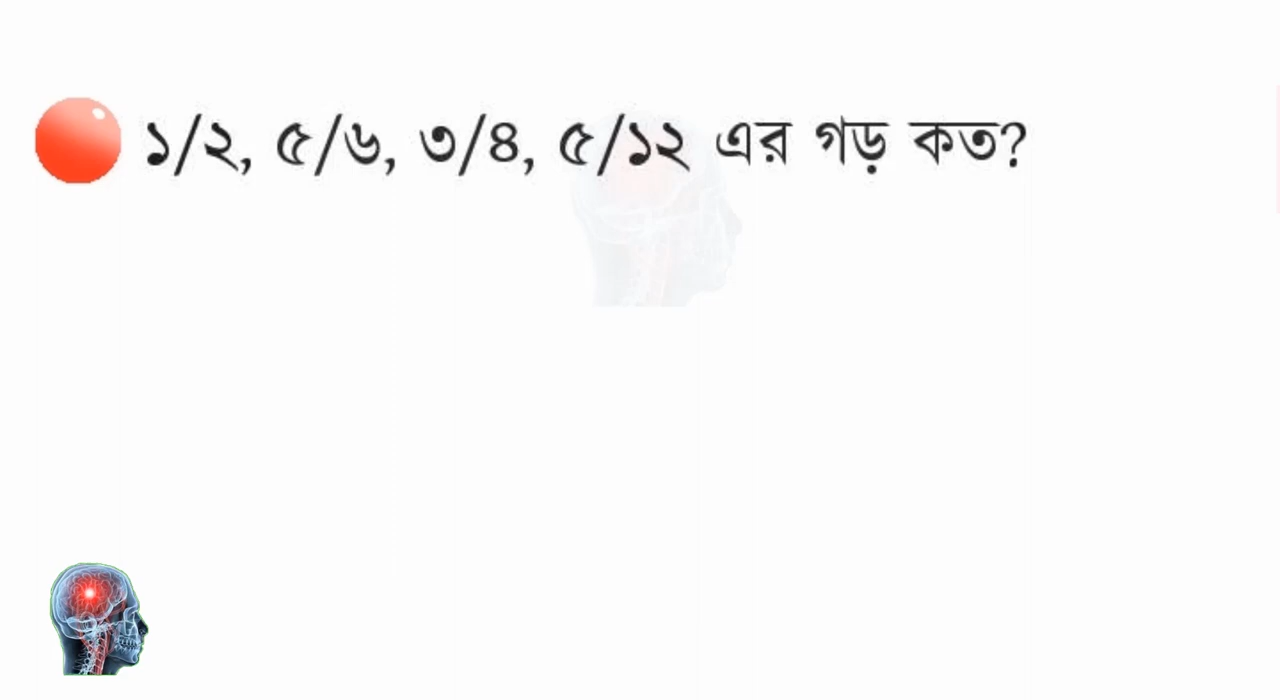 ১/২, ৫/৬, ৩/৪, ৫/১২ এর গড় কত?